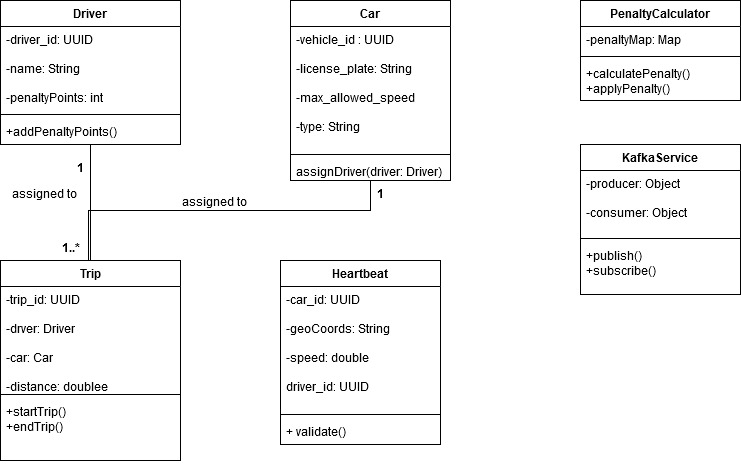 Driver
-driver_id: UUID
-name: String
-penaltyPoints: int
+addPenaltyPoints()
Car
-vehicle_id : UUID
-license_plate: String
-max_allowed_speed
-type: String
assignDriver(driver: Driver)
PenaltyCalculator
-penaltyMap: Map
+calculatePenalty()
+applyPenalty()
KafkaService
-producer: Object
-consumer: Object
+publish()
+subscribe()
1
assigned to
1..*
assigned to
1
Trip
-trip_id: UUID
-drver: Driver
-car: Car
-distance: doublee
+startTrip()
+endTrip()
Heartbeat
-car_id: UUID
-geoCoords: String
-speed: double
driver_id: UUID
+ validate()